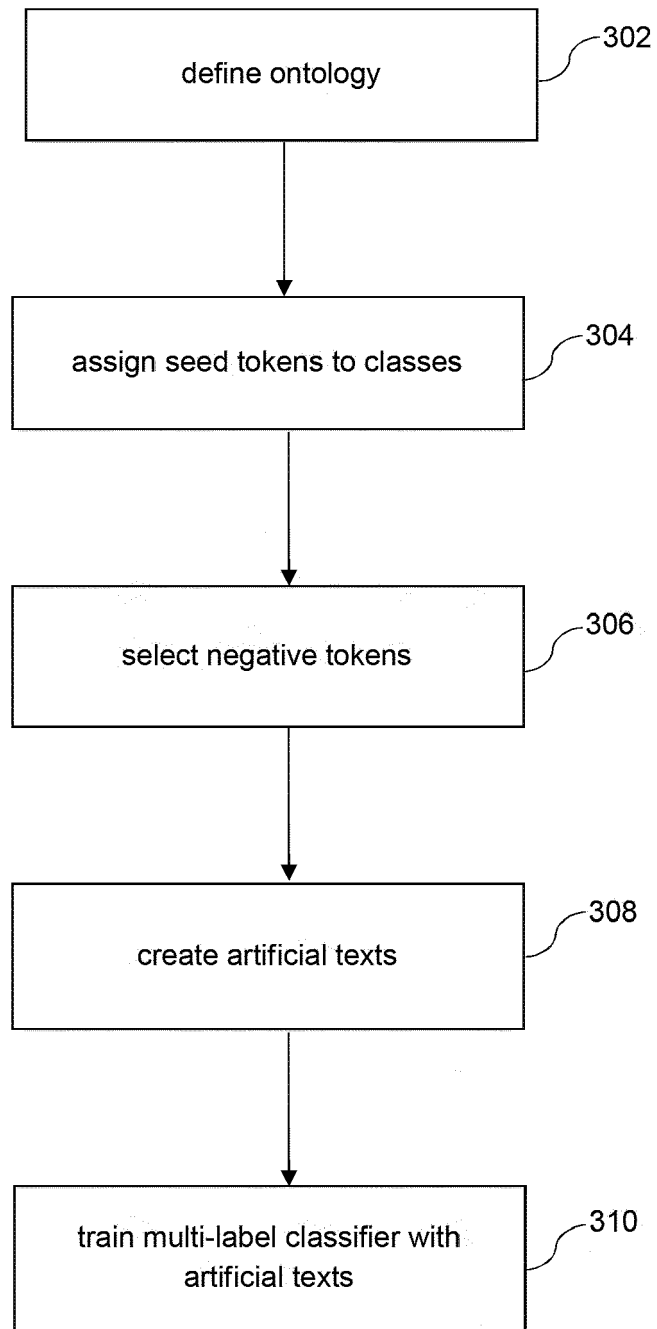 define ontology
302
assign seed tokens to classes
304
select negative tokens
306
create artificial texts
308
train multi-label classifier with
artificial texts
310